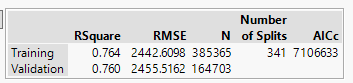 Number
RSquare RMSE N of Splits AICc
Training 0.764 2442.6098 385365 341 7106633
Validation 0.760 2455.5162 164703